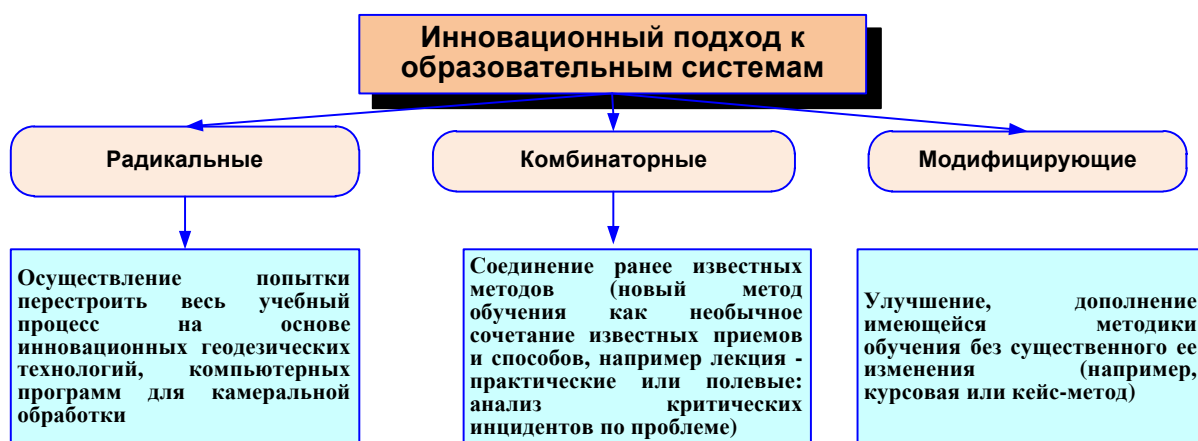 Инновационный подход к
образовательным системам
Радикальные
Комбинаторные
Модифицирующие
Осуществление попытки
перестроить весь учебный
процесс на основе
инновационных геодезических
технологий, компьютерных
программ для камеральной
обработки
Соединение ранее известных
методов (новый метод
обучения как необычное
сочетание известных приемов
и способов, например лекция -
практические или полевые:
анализ критических
инцидентов по проблеме)
Улучшение, дополнение
имеющейся методики
обучения без существенного ее
изменения (например,
курсовая или кейс-метод)